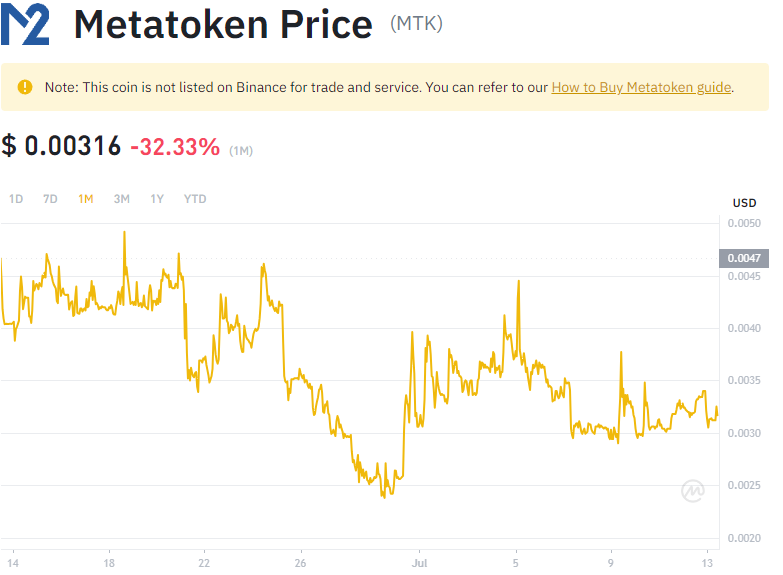 M2 Metatoken Price (MTK)
Note: This coin is not listed on Binance for trade and service. You can refer to our How to Buy Metatoken guide.
$ 0.00316 -32.33% (1M)
1D 7D 1M 3M 1Y YTD
USD
0.0050
0.0047
0.0045
0.0040
0.0035
0.0030
0.0025
0.0020
14 18 22 26 Jul 5 9 13